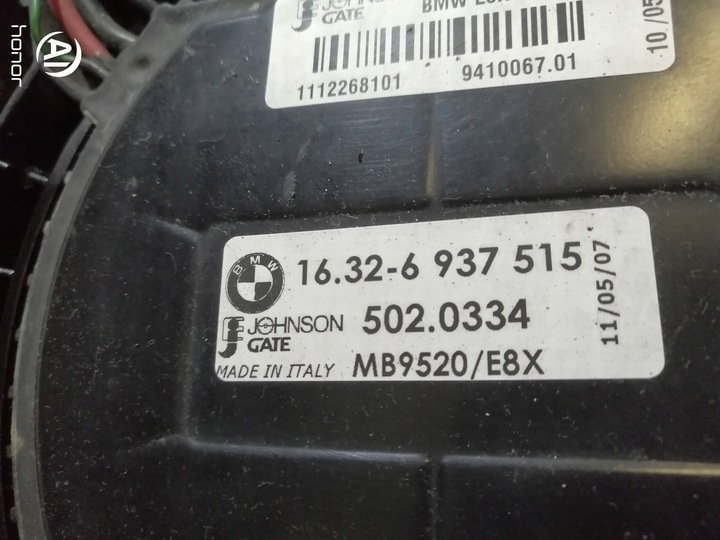 honor
AI
JOHNSON
GATE
BMW
1112268101
9410067.01
10/05
BMW
16.32-6 937 515
JOHNSON
GATE
502.0334
MADE IN ITALY
MB9520/E8X
11/05/07